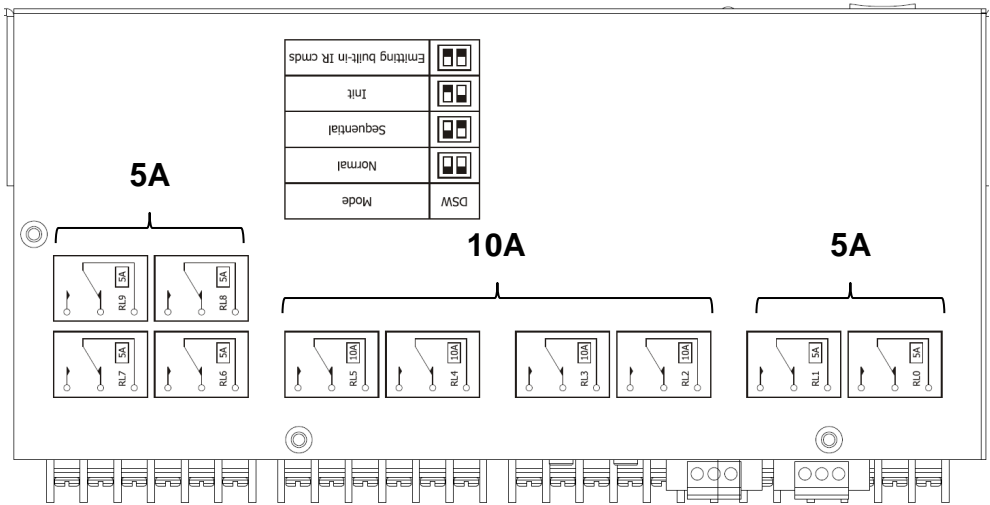 Emitting built-in IR cmds
Init
Sequential
Normal
Mode DSW
5A
10A
5A
RL9 5A
RL8 5A
RL7 5A
RL6 5A
RL5 10A
RL4 10A
RL3 10A
RL2 10A
RL1 5A
RL0 5A